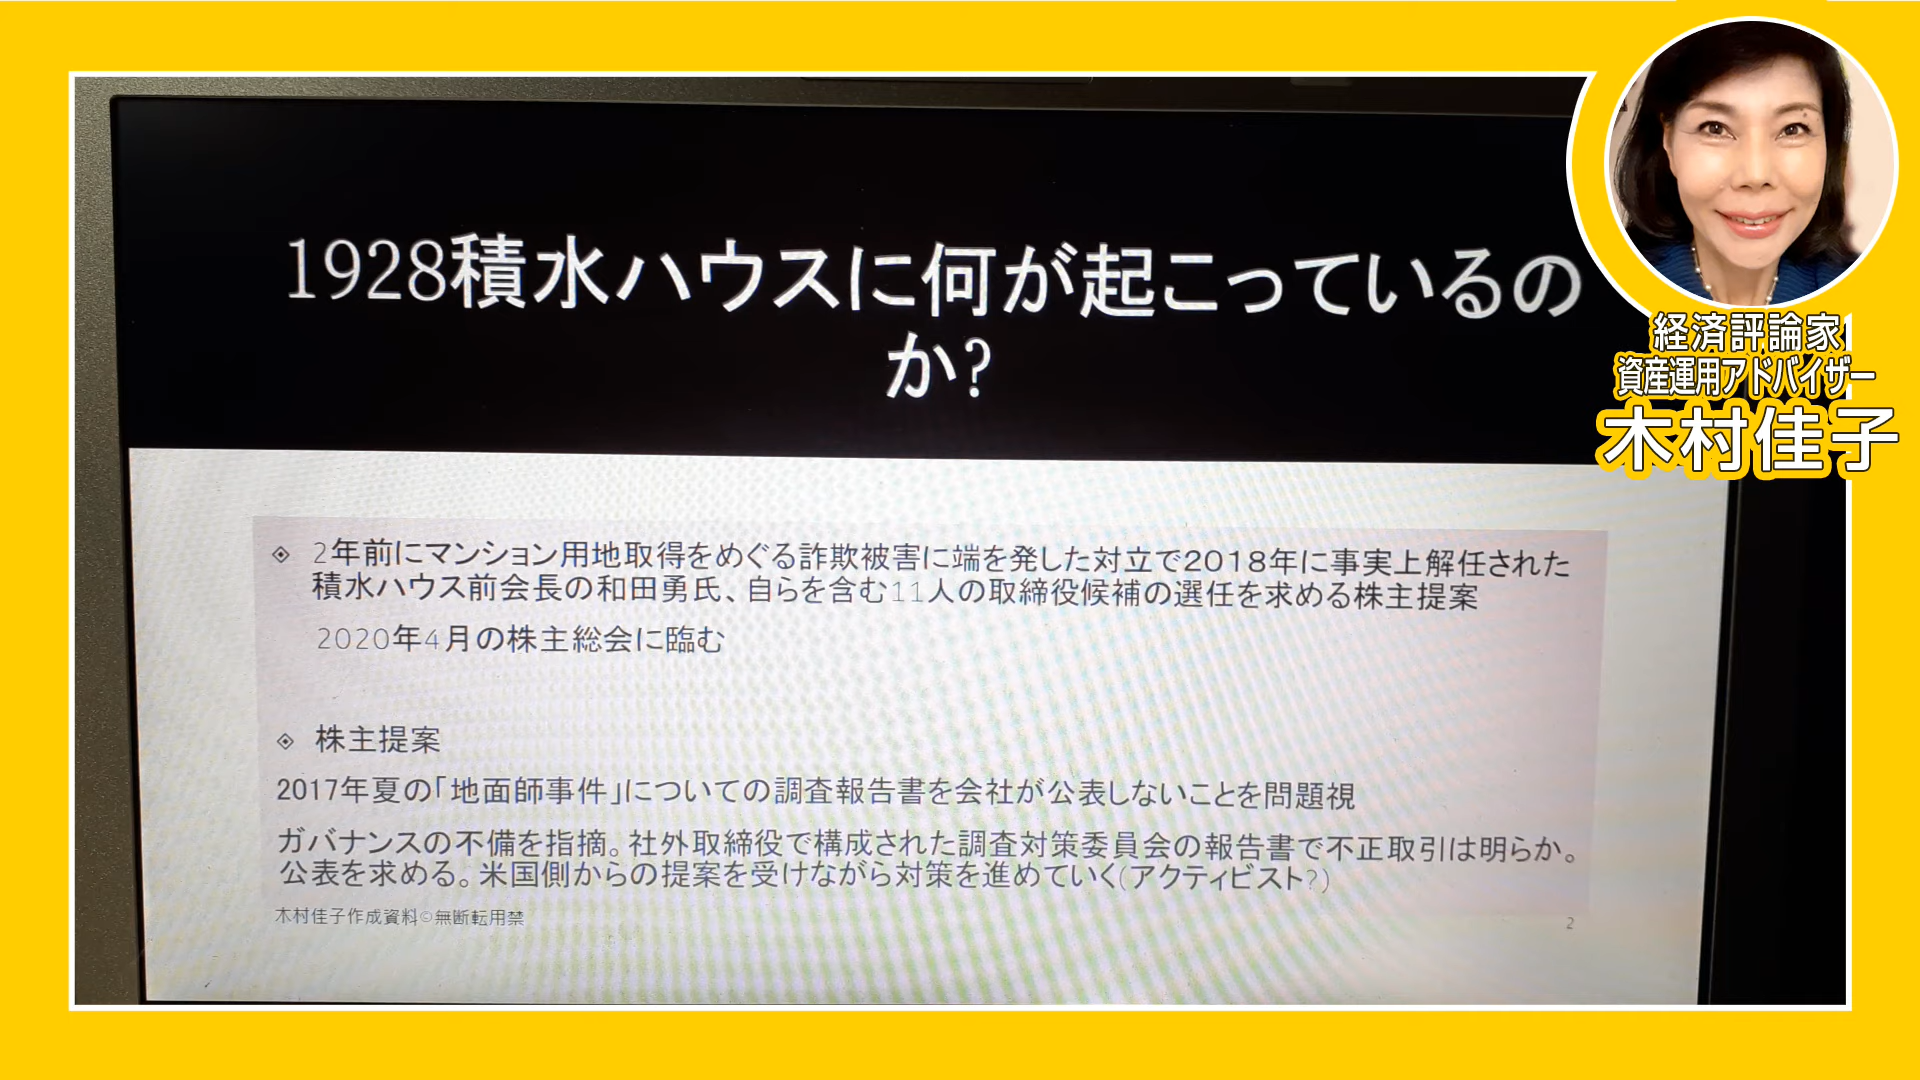 1928積水ハウスに何が起こっているの
か?
経済評論家
資産運用アドバイザー
木村佳子
2年前にマンション用地取得をめぐる詐欺被害に端を発した対立で2018年に事実上解任された
積水ハウス前会長の和田勇氏、自らを含む11人の取締役候補の選任を求める株主提案
2020年4月の株主総会に臨む
株主提案
2017年夏の「地面師事件」についての調査報告書を会社が公表しないことを問題視
ガバナンスの不備を指摘。社外取締役で構成された調査対策委員会の報告書で不正取引は明らか。
公表を求める。米国側からの提案を受けながら対策を進めていく(アクティビスト?)
木村佳子作成資料©無断転用禁
2